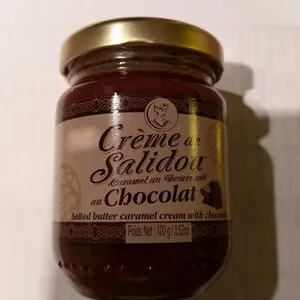 Crème de
Salidou
Caramel au Beurre salé
au Chocolat
Salted butter caramel cream with chocolate
Poids Net : 100 g / 3.52oz